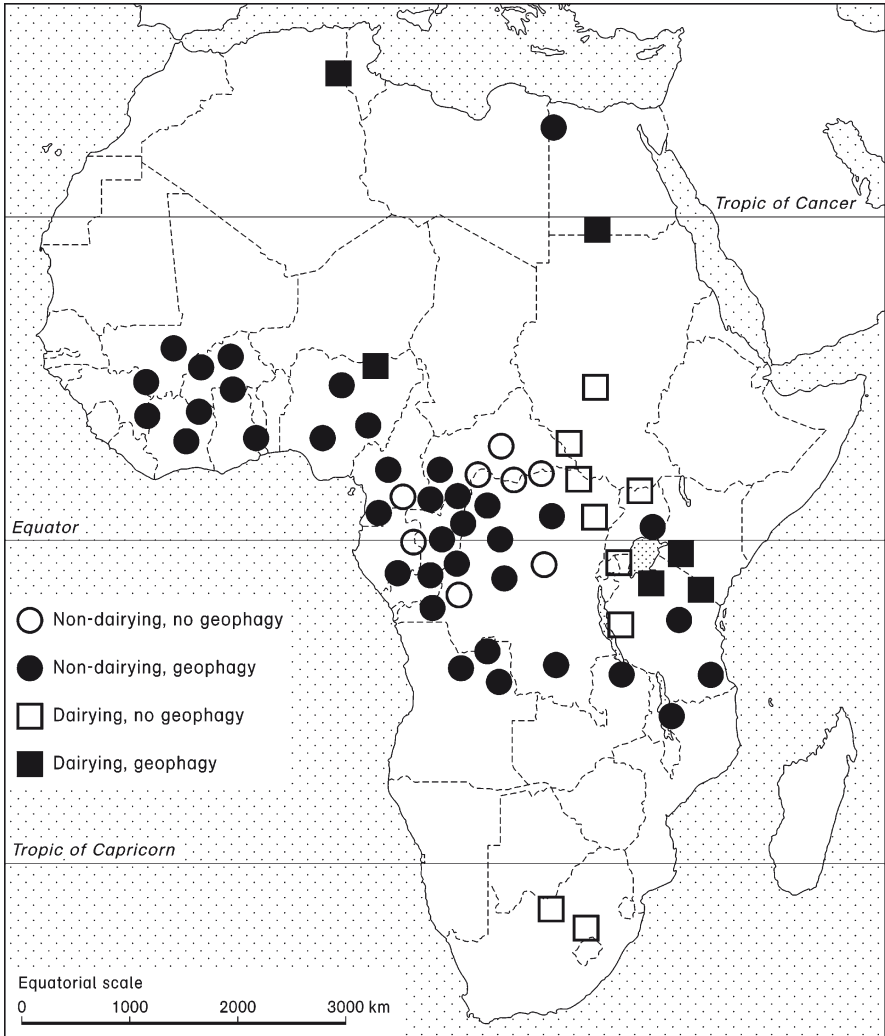 Tropic of Cancer
Equator
Non-dairying, no geophagy
Non-dairying, geophagy
Dairying, no geophagy
Dairying, geophagy
Tropic of Capricorn
Equatorial scale
0 1000 2000 3000 km